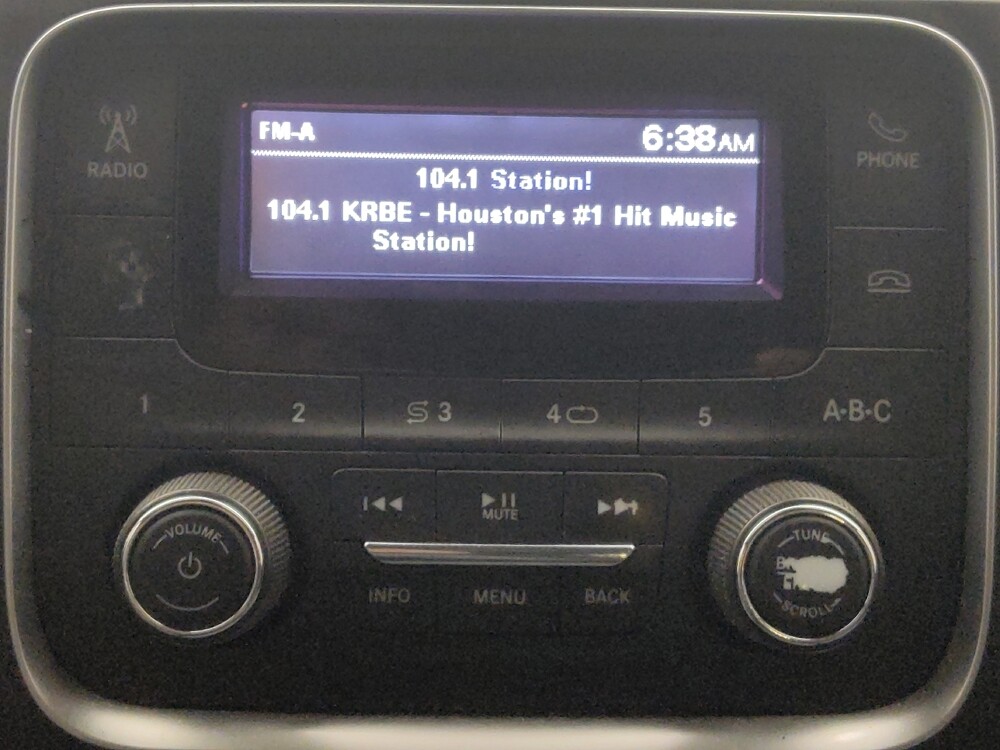 FM-A 6:38AM
104.1 Station!
104.1 KRBE - Houston's #1 Hit Music
Station!
RADIO
PHONE
1 2 3 4 5 A·B·C
MUTE
VOLUME
TUNE
SCROLL
INFO MENU BACK